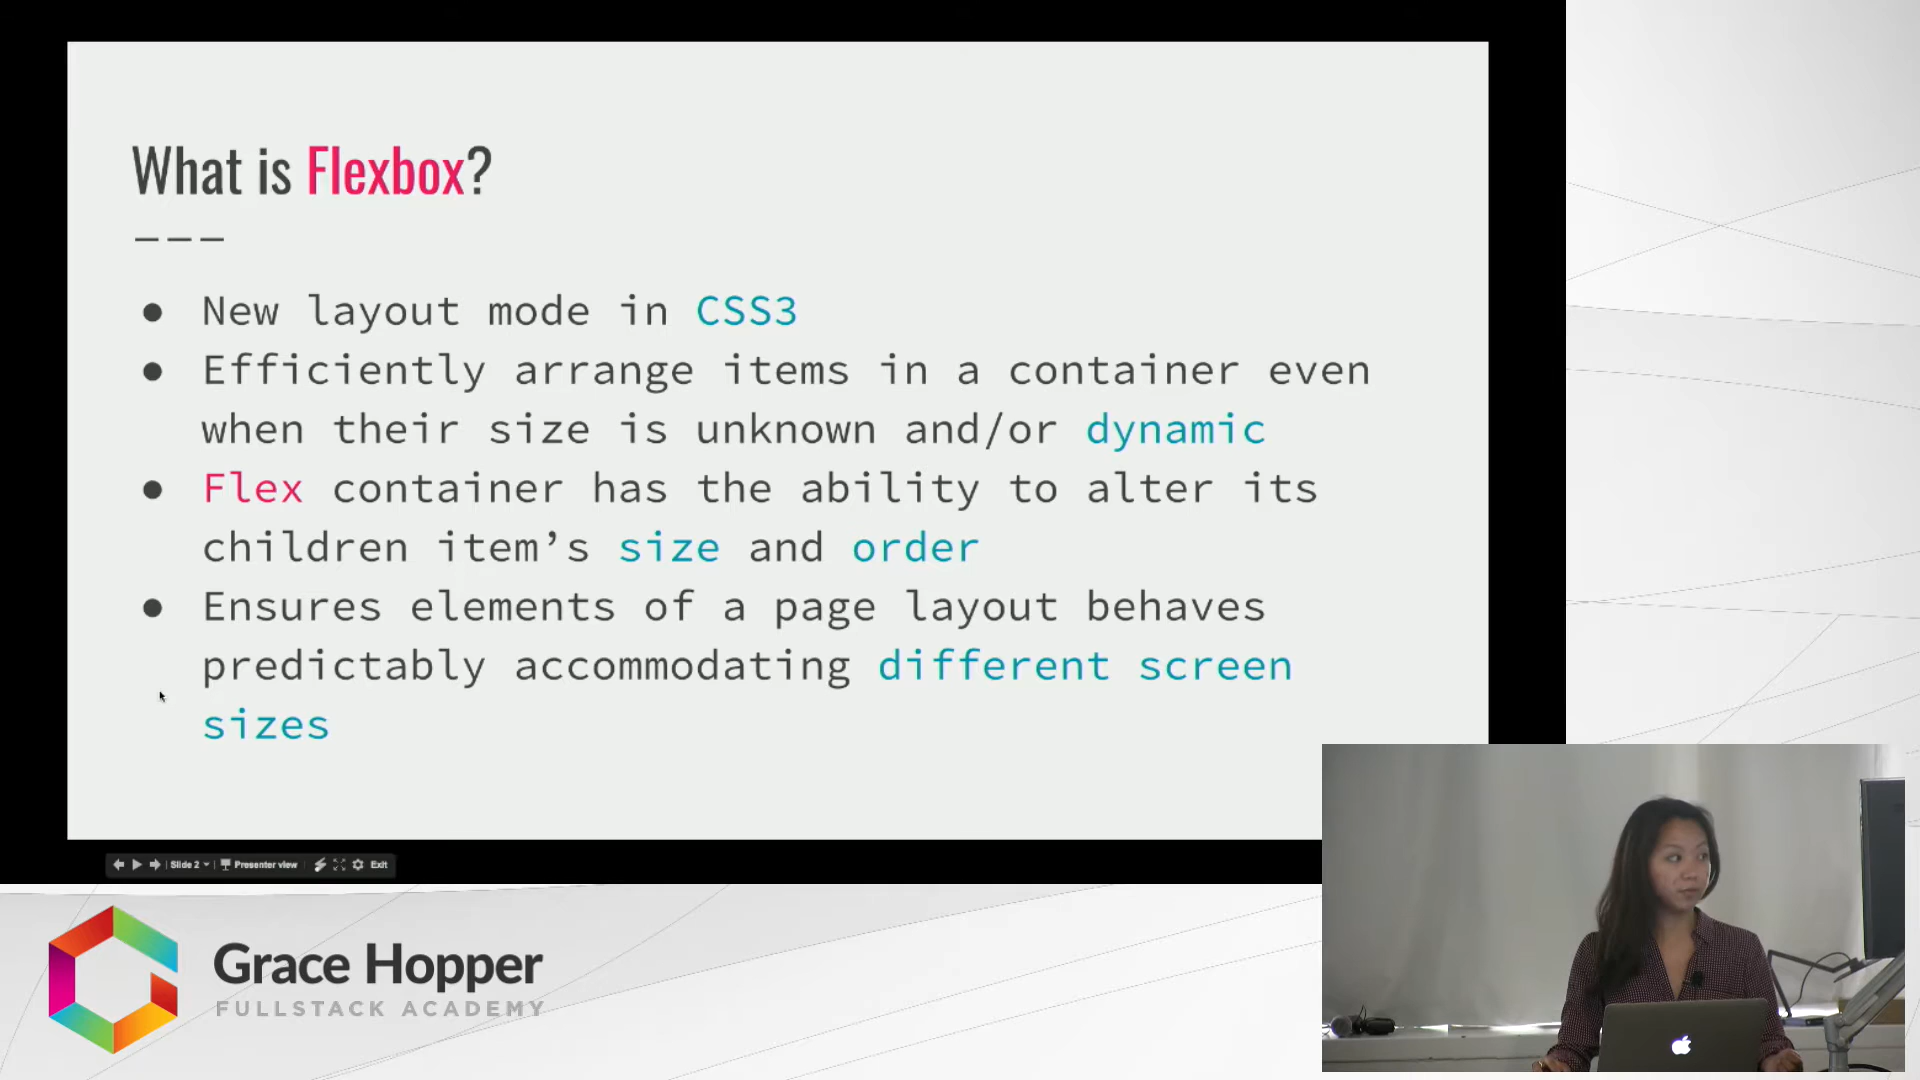 What is Flexbox?
● New layout mode in CSS3
● Efficiently arrange items in a container even
when their size is unknown and/or dynamic
● Flex container has the ability to alter its
children item’s size and order
● Ensures elements of a page layout behaves
predictably accommodating different screen
sizes
Slide 2 Presenter view Exit
Grace Hopper
FULLSTACK ACADEMY